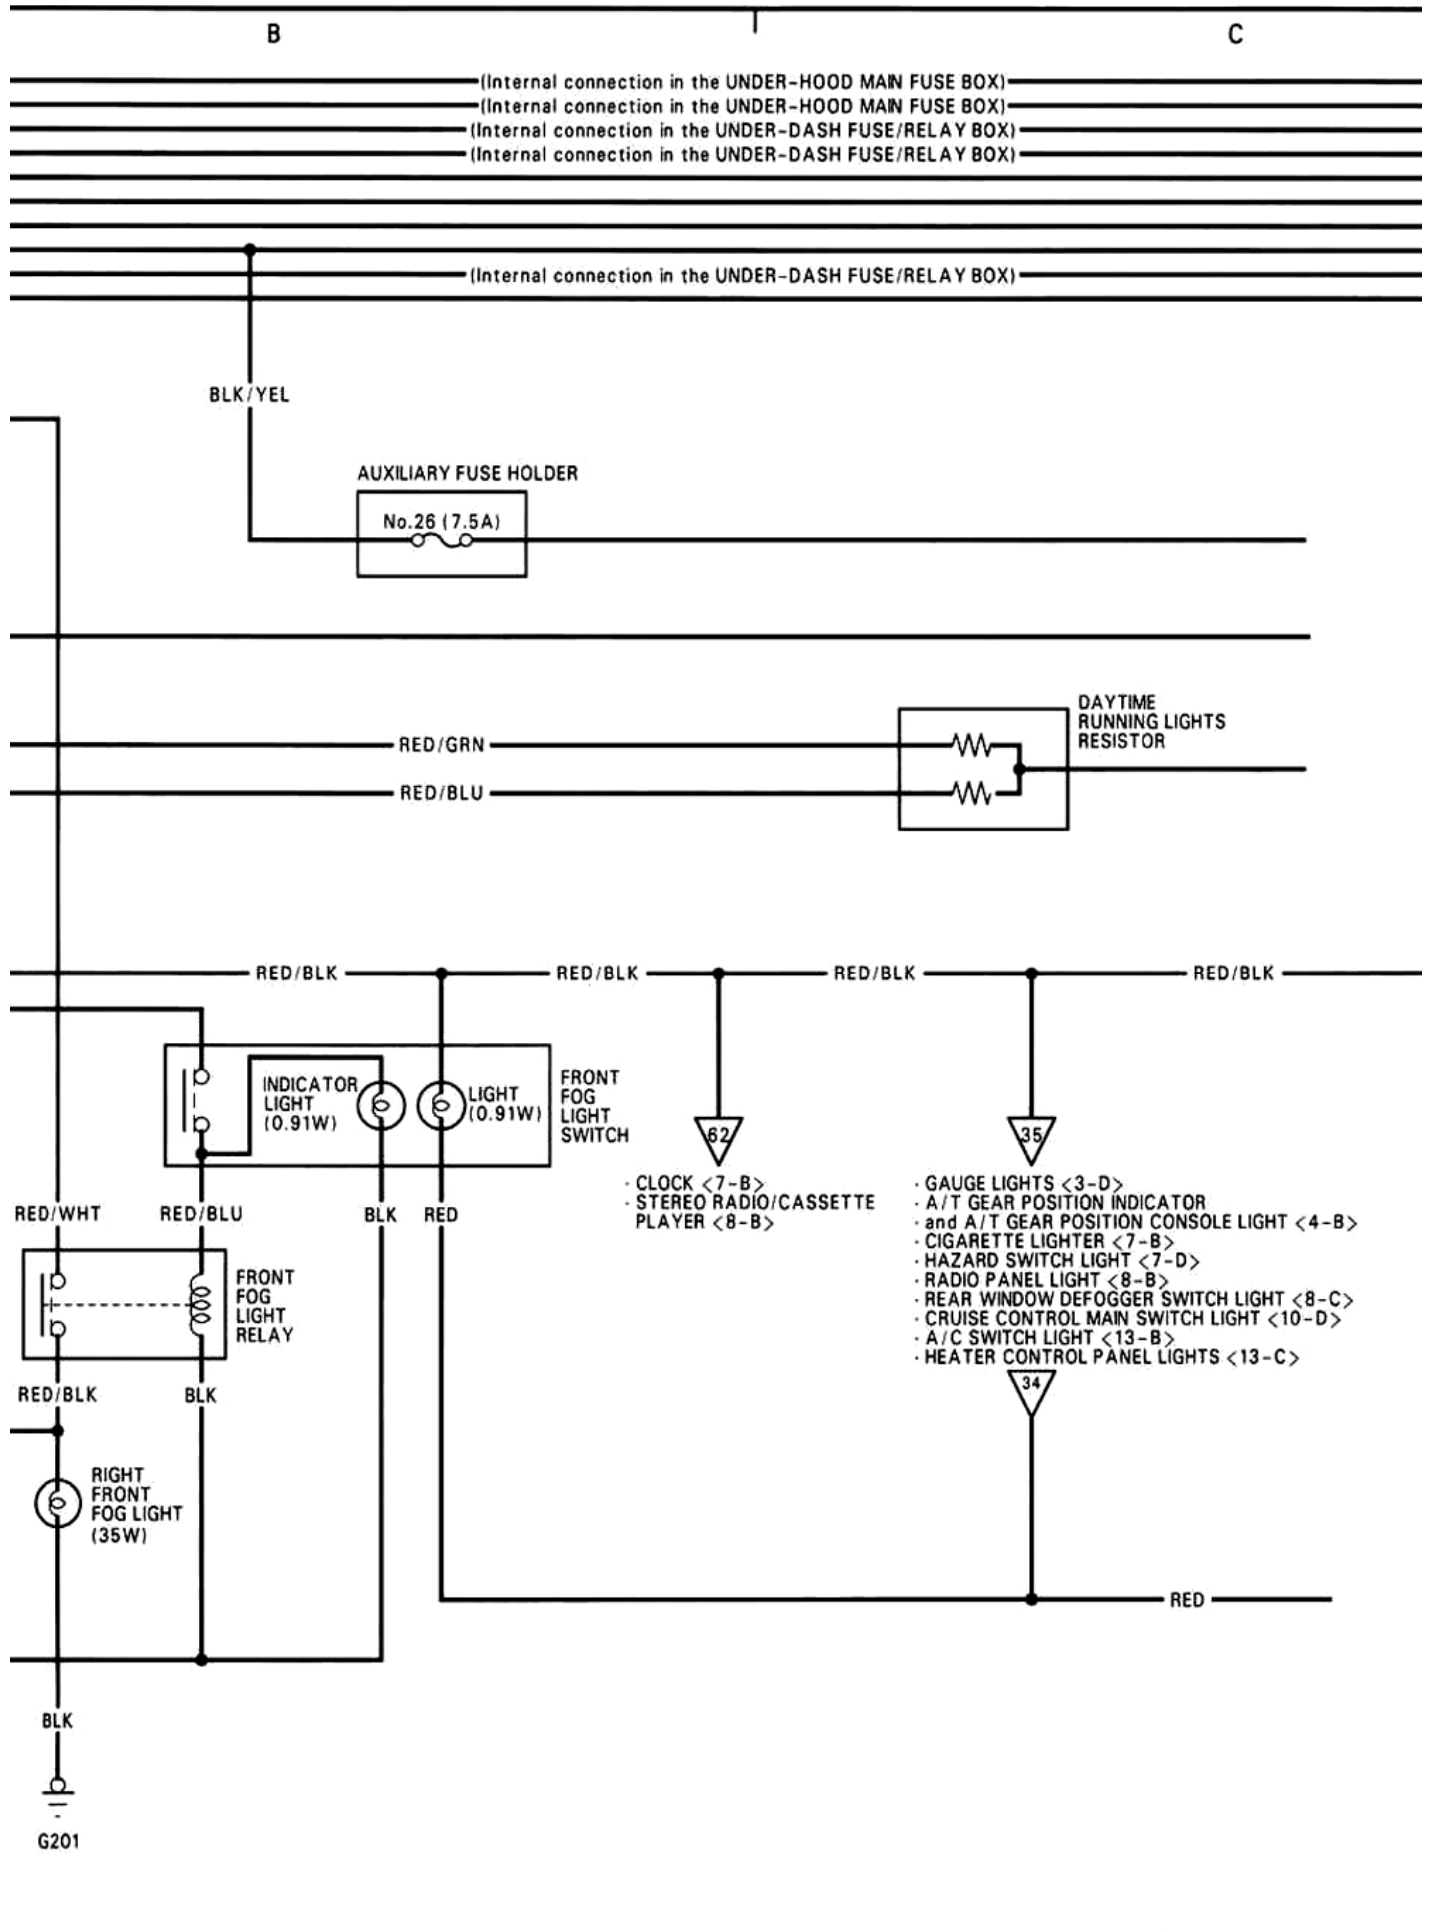 B
C
(Internal connection in the UNDER-HOOD MAIN FUSE BOX)
(Internal connection in the UNDER-HOOD MAIN FUSE BOX)
(Internal connection in the UNDER-DASH FUSE/RELAY BOX)
(Internal connection in the UNDER-DASH FUSE/RELAY BOX)
(Internal connection in the UNDER-DASH FUSE/RELAY BOX)
BLK/YEL
AUXILIARY FUSE HOLDER
No.26 (7.5A)
DAYTIME
RUNNING LIGHTS
RESISTOR
RED/GRN
RED/BLU
RED/BLK
RED/BLK
RED/BLK
RED/BLK
INDICATOR
LIGHT
(0.91W)
LIGHT
(0.91W)
FRONT
FOG
LIGHT
SWITCH
62
35
· CLOCK <7-B>
· STEREO RADIO/CASSETTE
PLAYER <8-B>
· GAUGE LIGHTS <3-D>
· A/T GEAR POSITION INDICATOR
· and A/T GEAR POSITION CONSOLE LIGHT <4-B>
· CIGARETTE LIGHTER <7-B>
· HAZARD SWITCH LIGHT <7-D>
· RADIO PANEL LIGHT <8-B>
· REAR WINDOW DEFOGGER SWITCH LIGHT <8-C>
· CRUISE CONTROL MAIN SWITCH LIGHT <10-D>
· A/C SWITCH LIGHT <13-B>
· HEATER CONTROL PANEL LIGHTS <13-C>
34
RED/WHT
RED/BLU
BLK
RED
FRONT
FOG
LIGHT
RELAY
RED/BLK
BLK
RIGHT
FRONT
FOG LIGHT
(35W)
RED
BLK
G201